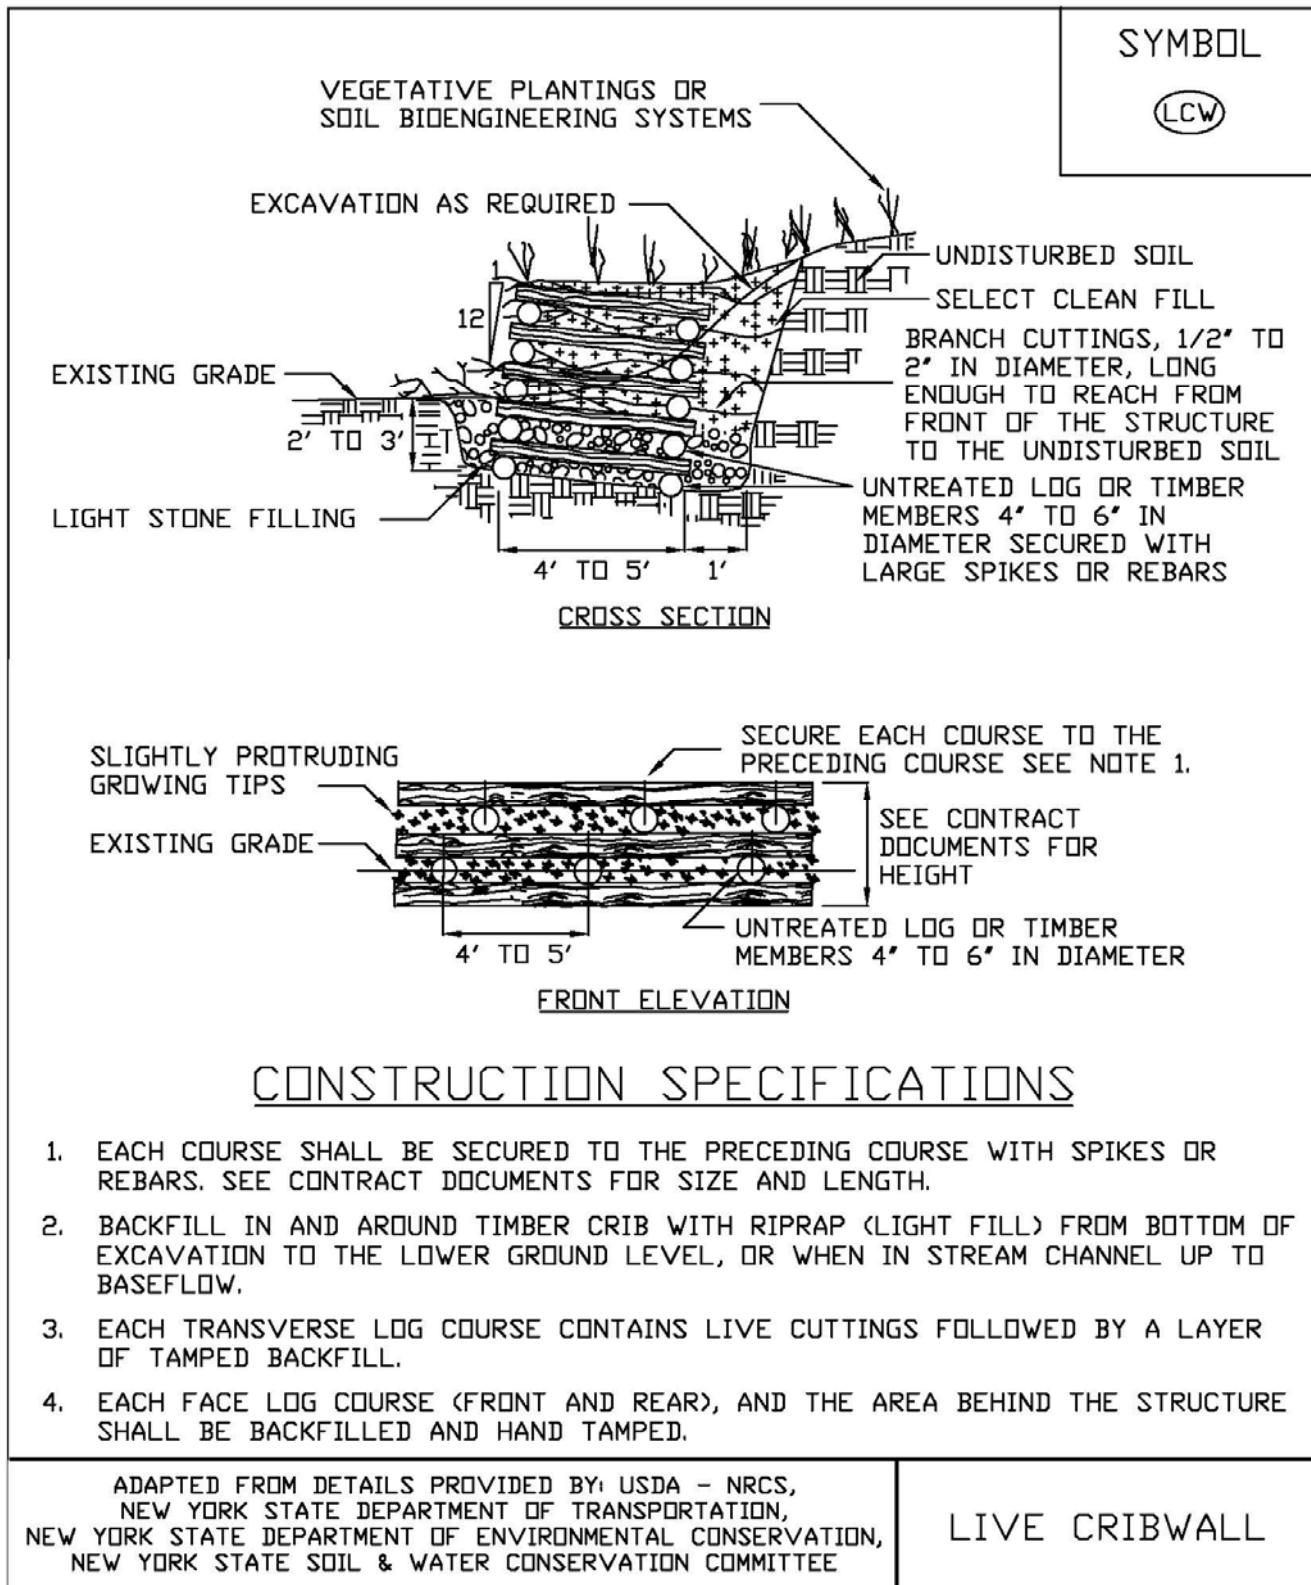 SYMBOL
LCW
VEGETATIVE PLANTINGS OR
SOIL BIOENGINEERING SYSTEMS
EXCAVATION AS REQUIRED
UNDISTURBED SOIL
SELECT CLEAN FILL
1
12
BRANCH CUTTINGS, 1/2" TO
2" IN DIAMETER, LONG
ENOUGH TO REACH FROM
FRONT OF THE STRUCTURE
TO THE UNDISTURBED SOIL
EXISTING GRADE
2' TO 3'
LIGHT STONE FILLING
UNTREATED LOG OR TIMBER
MEMBERS 4" TO 6" IN
DIAMETER SECURED WITH
LARGE SPIKES OR REBARS
4' TO 5'
1'
CROSS SECTION
SLIGHTLY PROTRUDING
GROWING TIPS
SECURE EACH COURSE TO THE
PRECEDING COURSE SEE NOTE 1.
EXISTING GRADE
SEE CONTRACT
DOCUMENTS FOR
HEIGHT
4' TO 5'
UNTREATED LOG OR TIMBER
MEMBERS 4" TO 6" IN DIAMETER
FRONT ELEVATION
CONSTRUCTION SPECIFICATIONS
1. EACH COURSE SHALL BE SECURED TO THE PRECEDING COURSE WITH SPIKES OR
REBARS. SEE CONTRACT DOCUMENTS FOR SIZE AND LENGTH.
2. BACKFILL IN AND AROUND TIMBER CRIB WITH RIPRAP (LIGHT FILL) FROM BOTTOM OF
EXCAVATION TO THE LOWER GROUND LEVEL, OR WHEN IN STREAM CHANNEL UP TO
BASEFLOW.
3. EACH TRANSVERSE LOG COURSE CONTAINS LIVE CUTTINGS FOLLOWED BY A LAYER
OF TAMPED BACKFILL.
4. EACH FACE LOG COURSE (FRONT AND REAR), AND THE AREA BEHIND THE STRUCTURE
SHALL BE BACKFILLED AND HAND TAMPED.
ADAPTED FROM DETAILS PROVIDED BY: USDA - NRCS,
NEW YORK STATE DEPARTMENT OF TRANSPORTATION,
NEW YORK STATE DEPARTMENT OF ENVIRONMENTAL CONSERVATION,
NEW YORK STATE SOIL & WATER CONSERVATION COMMITTEE
LIVE CRIBWALL